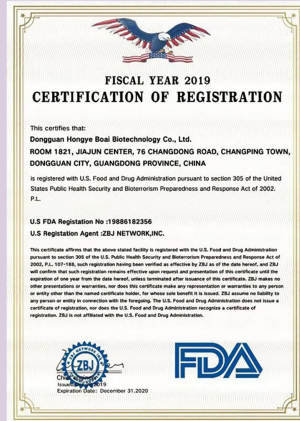 FISCAL YEAR 2019
CERTIFICATION OF REGISTRATION
This certifies that:
Dongguan Hongye Boai Biotechnology Co., Ltd.
ROOM 1821, JIAJUN CENTER, 76 CHANGDONG ROAD, CHANGPING TOWN,
DONGGUAN CITY, GUANGDONG PROVINCE, CHINA
is registered with U.S. Food and Drug Administration pursuant to section 305 of the United
States Public Health Security and Bioterrorism Preparedness and Response Act of 2002.
P.L.
U.S FDA Registation No :19886182356
U.S Registation Agent :ZBJ NETWORK,INC.
This certificate affirms that the above stated facility is registered with the U.S. Food and Drug Administration
pursuant to section 305 of the U.S. Public Health Security and Bioterrorism Preparedness and Response Act of
2002, P.L. 107-188, such registration having been verified as effective by ZBJ as of the date hereof, and ZBJ
will confirm that such registration remains effective upon request and presentation of this certificate until the
expiration of one year from the date hereof, unless terminated after issuance of this certificate. ZBJ makes no
other presentations or warranties, nor does this certificate make any representation or warranties to any person
or entity other than the named certificate holder, for whose sole benefit it is issued. ZBJ assume no liability to
any person or entity in connection with the foregoing. The U.S. Food and Drug Administration does not issue a
certificate of registration, nor does the U.S. Food and Drug Administration recognize a certificate of
registration. ZBJ is not affiliated with the U.S. Food and Drug Administration.
ZBJ
FDA
2019
Expiration Date: December 31.2020